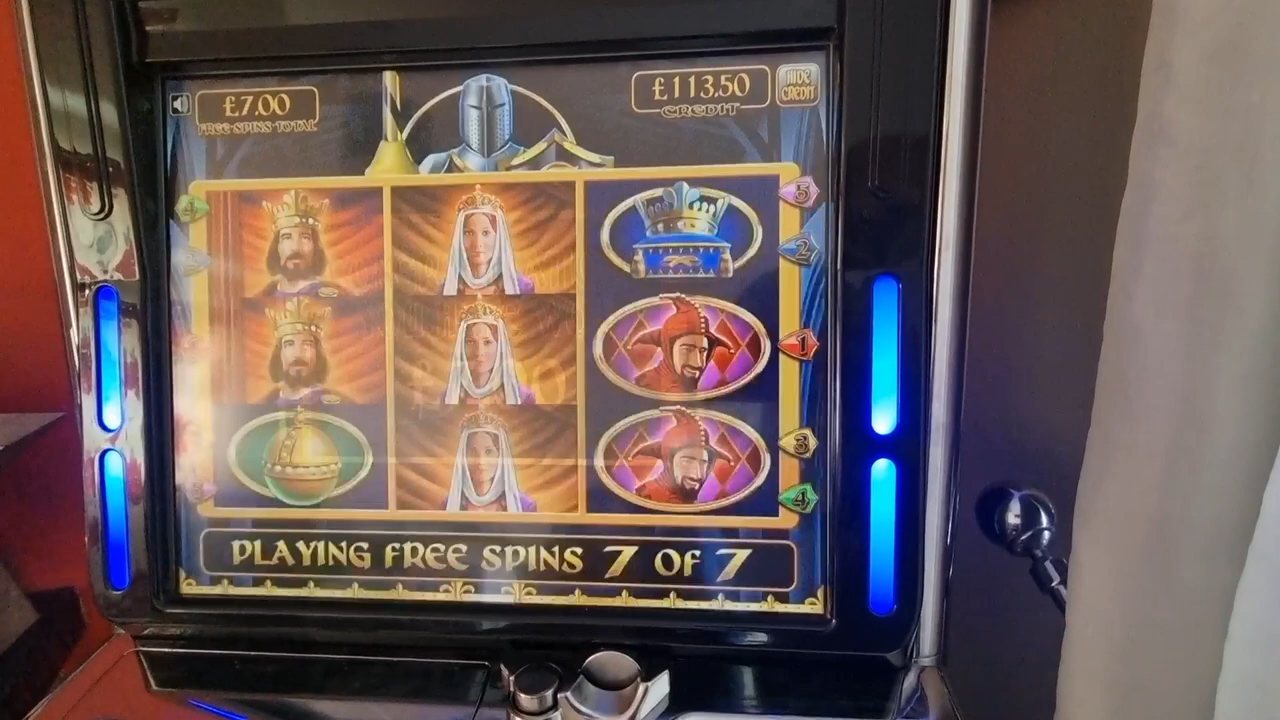 £7.00
FREE SPINS TOTAL
£113.50
CREDIT
HIDE
CREDIT
4
5
2
2
1
3
4
PLAYING FREE SPINS 7 OF 7